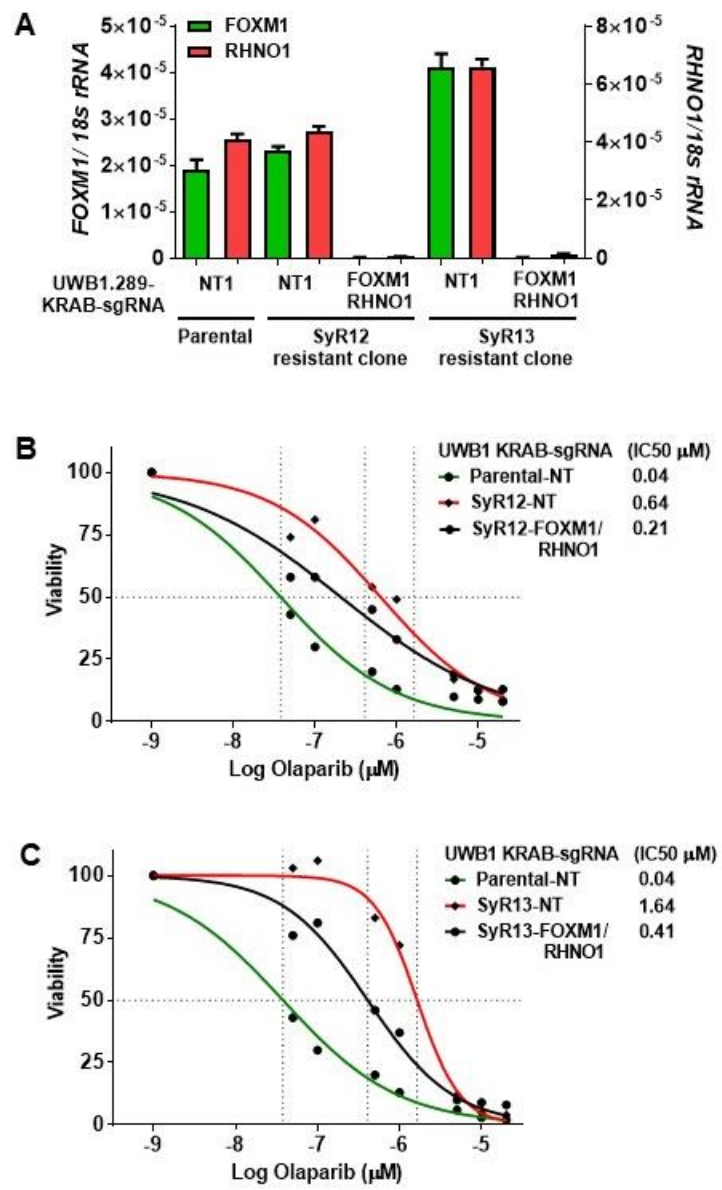 A
FOXM1
RHNO1
FOXM1/ 18s rRNA
5×10⁻⁵
4×10⁻⁵
3×10⁻⁵
2×10⁻⁵
1×10⁻⁵
0
8×10⁻⁵
6×10⁻⁵
4×10⁻⁵
2×10⁻⁵
0
RHNO1/18s rRNA
UWB1.289-
KRAB-sgRNA
NT1 NT1 FOXM1 RHNO1 NT1 FOXM1 RHNO1
Parental SyR12 SyR13
resistant clone resistant clone
B
UWB1 KRAB-sgRNA (IC50 μM)
Parental-NT 0.04
SyR12-NT 0.64
SyR12-FOXM1/ 0.21
RHNO1
Viability
100
75
50
25
0
-9 -8 -7 -6 -5
Log Olaparib (μM)
C
UWB1 KRAB-sgRNA (IC50 μM)
Parental-NT 0.04
SyR13-NT 1.64
SyR13-FOXM1/ 0.41
RHNO1
Viability
100
75
50
25
0
-9 -8 -7 -6 -5
Log Olaparib (μM)